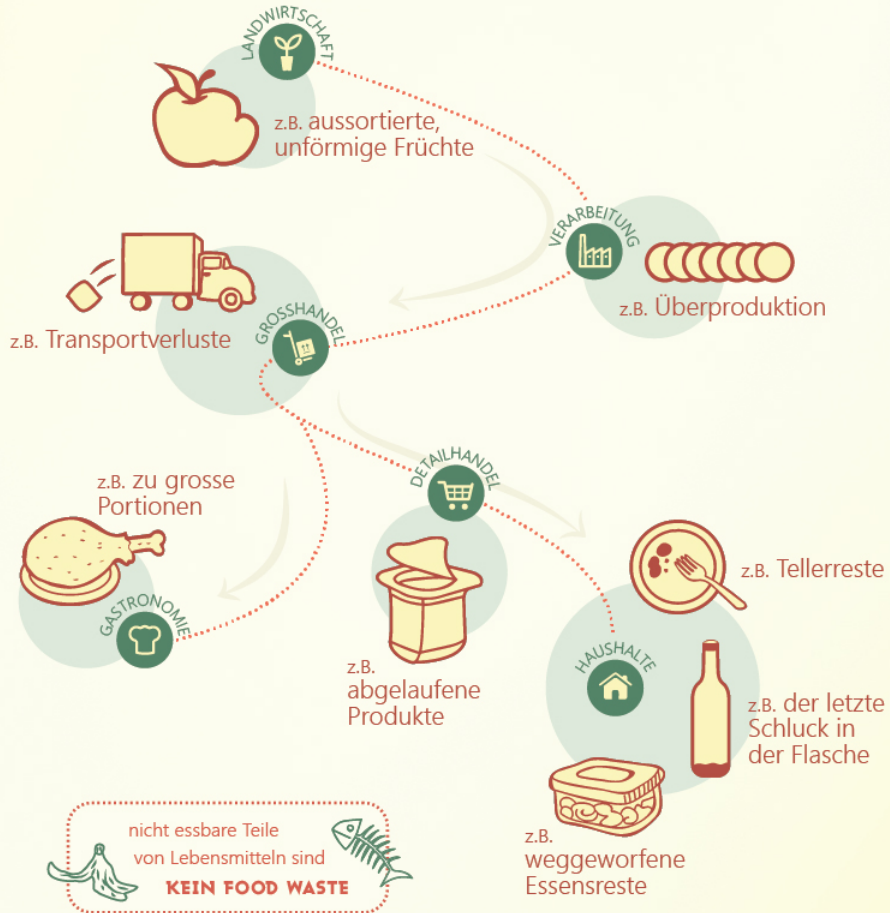 LANDWIRTSCHAFT
z.B. aussortierte,
unförmige Früchte
VERARBEITUNG
z.B. Überproduktion
GROSSHANDEL
z.B. Transportverluste
DETAILHANDEL
z.B. zu grosse
Portionen
GASTRONOMIE
z.B.
abgelaufene
Produkte
z.B. Tellerreste
HAUSHALTE
z.B. der letzte
Schluck in
der Flasche
z.B.
weggeworfene
Essensreste
nicht essbare Teile
von Lebensmitteln sind
KEIN FOOD WASTE